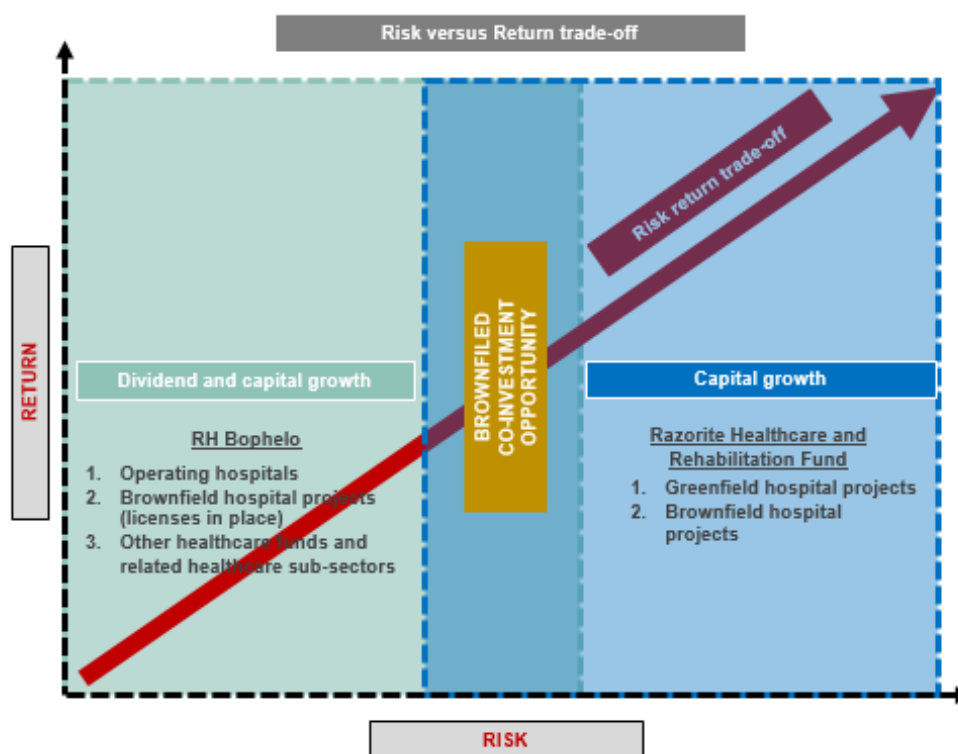 Risk versus Return trade-off
Risk return trade-off
RETURN
BROWNFILED
CO-INVESTMENT
OPPORTUNITY
Dividend and capital growth
RH Bophelo
1. Operating hospitals
2. Brownfield hospital projects
(licenses in place)
3. Other healthcare funds and
related healthcare sub-sectors
Capital growth
Razorite Healthcare and
Rehabilitation Fund
1. Greenfield hospital projects
2. Brownfield hospital
projects
RISK